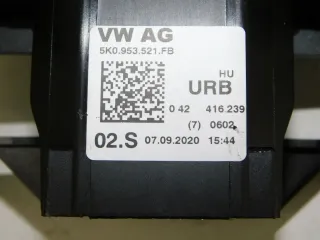 VW AG
5K0.953.521.FB
HU
URB
0 42 416.239
(7) 0602.
02.S 07.09.2020 15:44